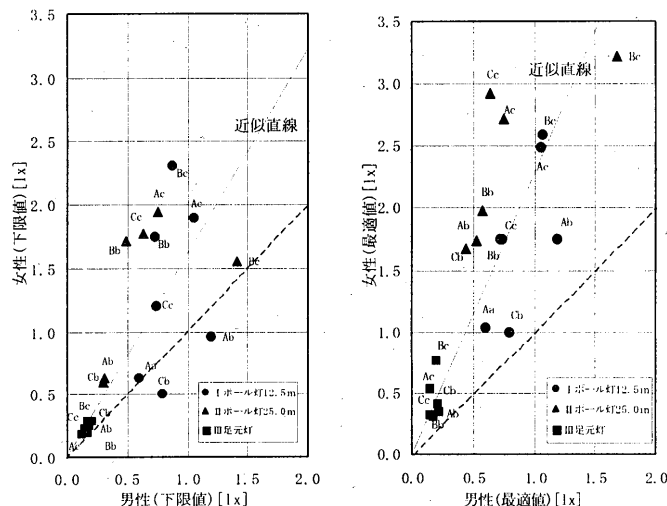 3.5
3.0
2.5
2.0
1.5
1.0
0.5
0.0
女性(下限値)[lx]
近似直線
Bc
Ac
Ac
Cc
Bb
Bb
Bc
Cc
Ab
Ab
Cb
Aa
Cb
Bc
Cb
Ac
Ab
Bb
● Ⅰポール灯12.5m
▲ Ⅱポール灯25.0m
■ Ⅲ足元灯
0.0 0.5 1.0 1.5 2.0
男性(下限値)[lx]
3.5
3.0
2.5
2.0
1.5
1.0
0.5
0.0
女性(最適値)[lx]
近似直線
Bc
Cc
Ac
Bc
Ac
Bb
Ab
Cc
Ab
Cb
Bb
Aa
Cb
Bc
Ac
Cb
Cc
Ab
Bb
● Ⅰポール灯12.5m
▲ Ⅱポール灯25.0m
■ Ⅲ足元灯
0.0 0.5 1.0 1.5 2.0
男性(最適値)[lx]